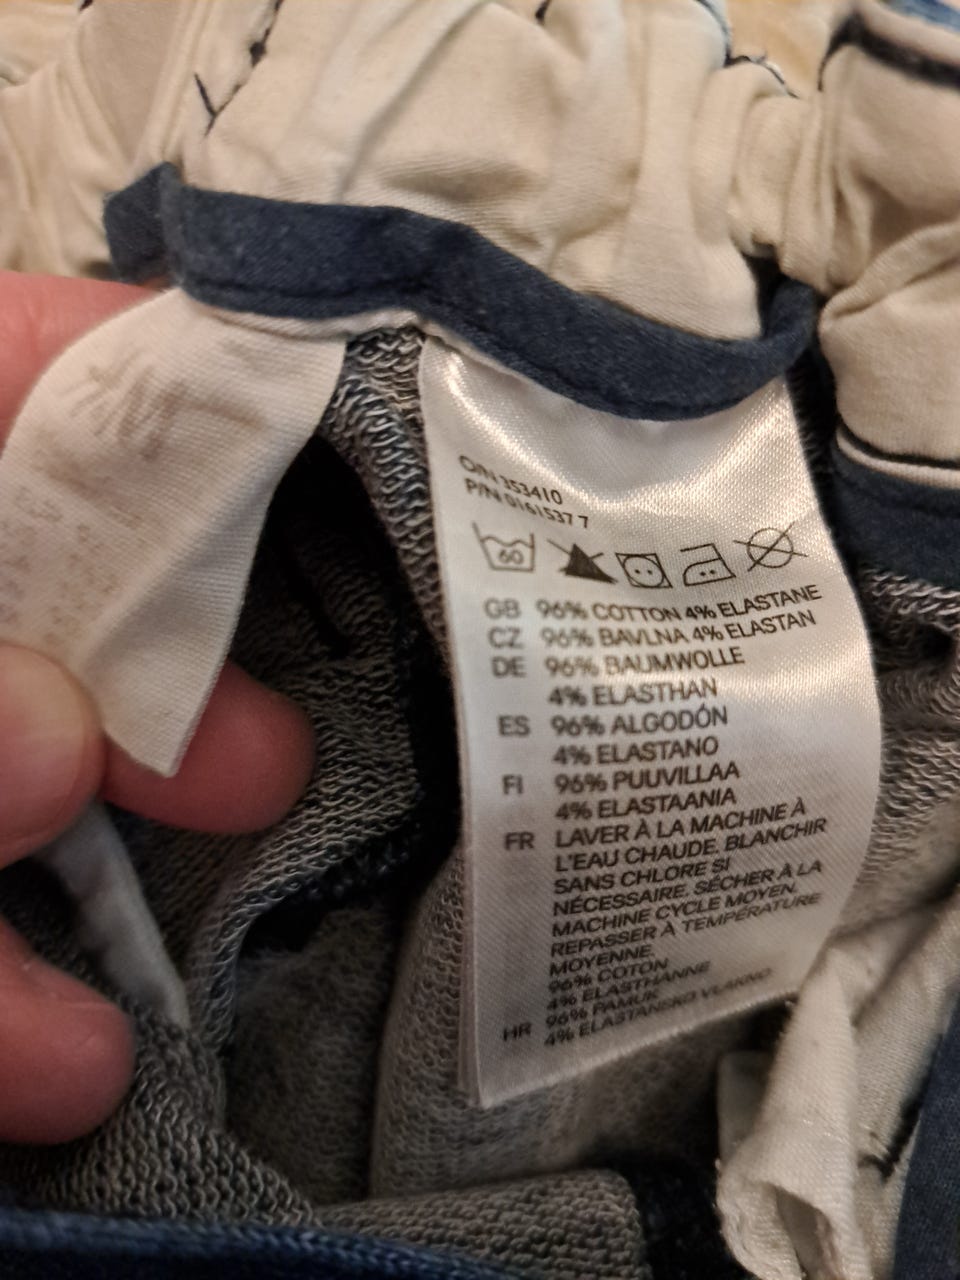 O/N 353410
P/N 0161537 7
60
GB 96% COTTON 4% ELASTANE
CZ 96% BAVLNA 4% ELASTAN
DE 96% BAUMWOLLE
4% ELASTHAN
ES 96% ALGODÓN
4% ELASTANO
FI 96% PUUVILLAA
4% ELASTAANIA
FR LAVER À LA MACHINE À
L'EAU CHAUDE, BLANCHIR
SANS CHLORE SI
NÉCESSAIRE. SÉCHER À LA
MACHINE CYCLE MOYEN.
REPASSER À TEMPÉRATURE
MOYENNE.
96% COTON
4% ELASTHANNE
HR 96% PAMUK
4% ELASTANSKO VLAKNO